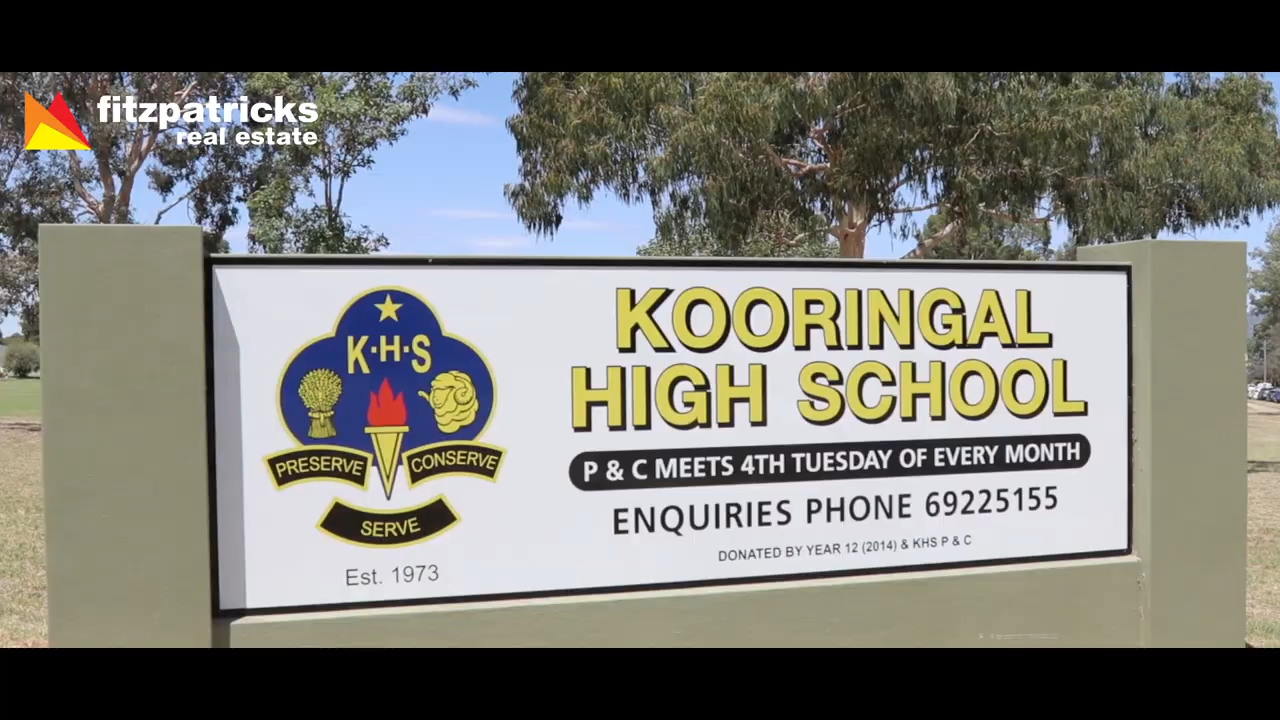 fitzpatricks
real estate
K·H·S
PRESERVE
CONSERVE
SERVE
Est. 1973
KOORINGAL
HIGH SCHOOL
P & C MEETS 4TH TUESDAY OF EVERY MONTH
ENQUIRIES PHONE 69225155
DONATED BY YEAR 12 (2014) & KHS P & C